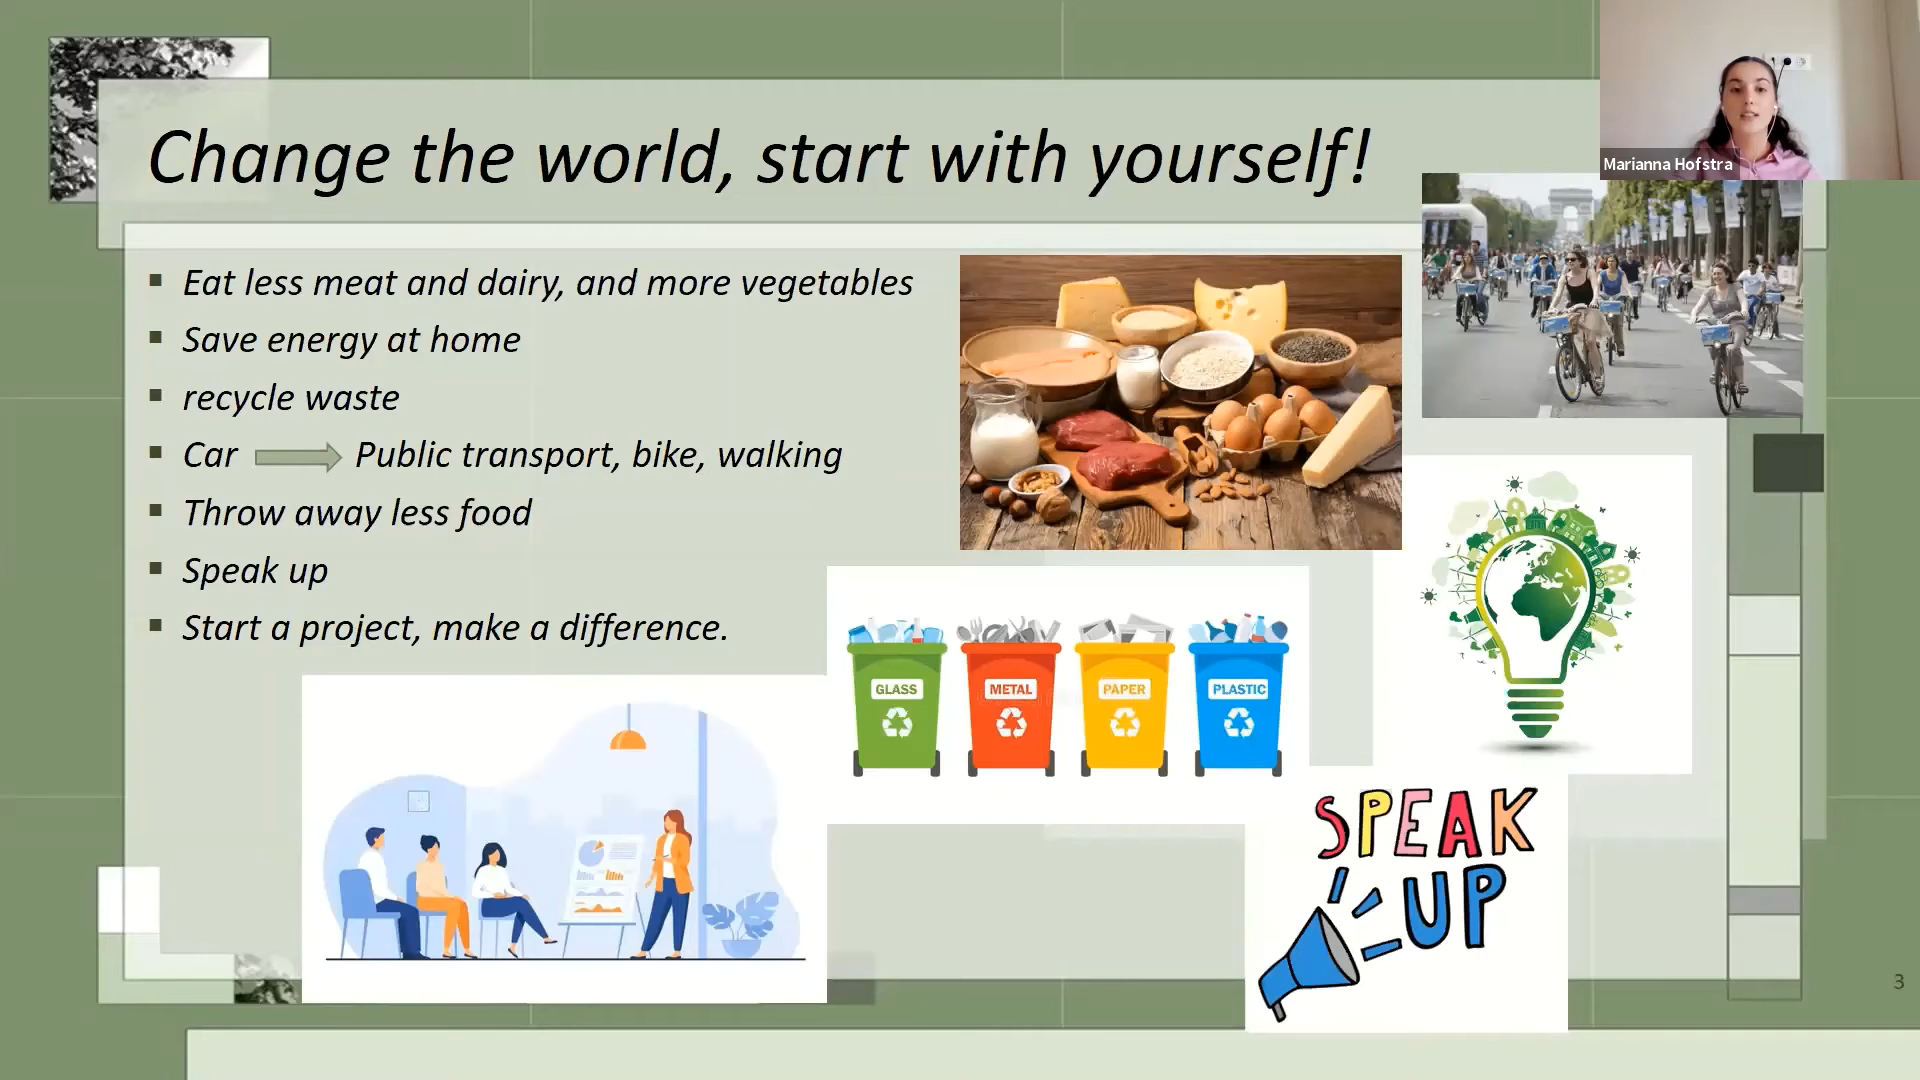 Change the world, start with yourself!
Marianna Hofstra
Eat less meat and dairy, and more vegetables
Save energy at home
recycle waste
Car Public transport, bike, walking
Throw away less food
Speak up
Start a project, make a difference.
GLASS
METAL
PAPER
PLASTIC
SPEAK
UP
3